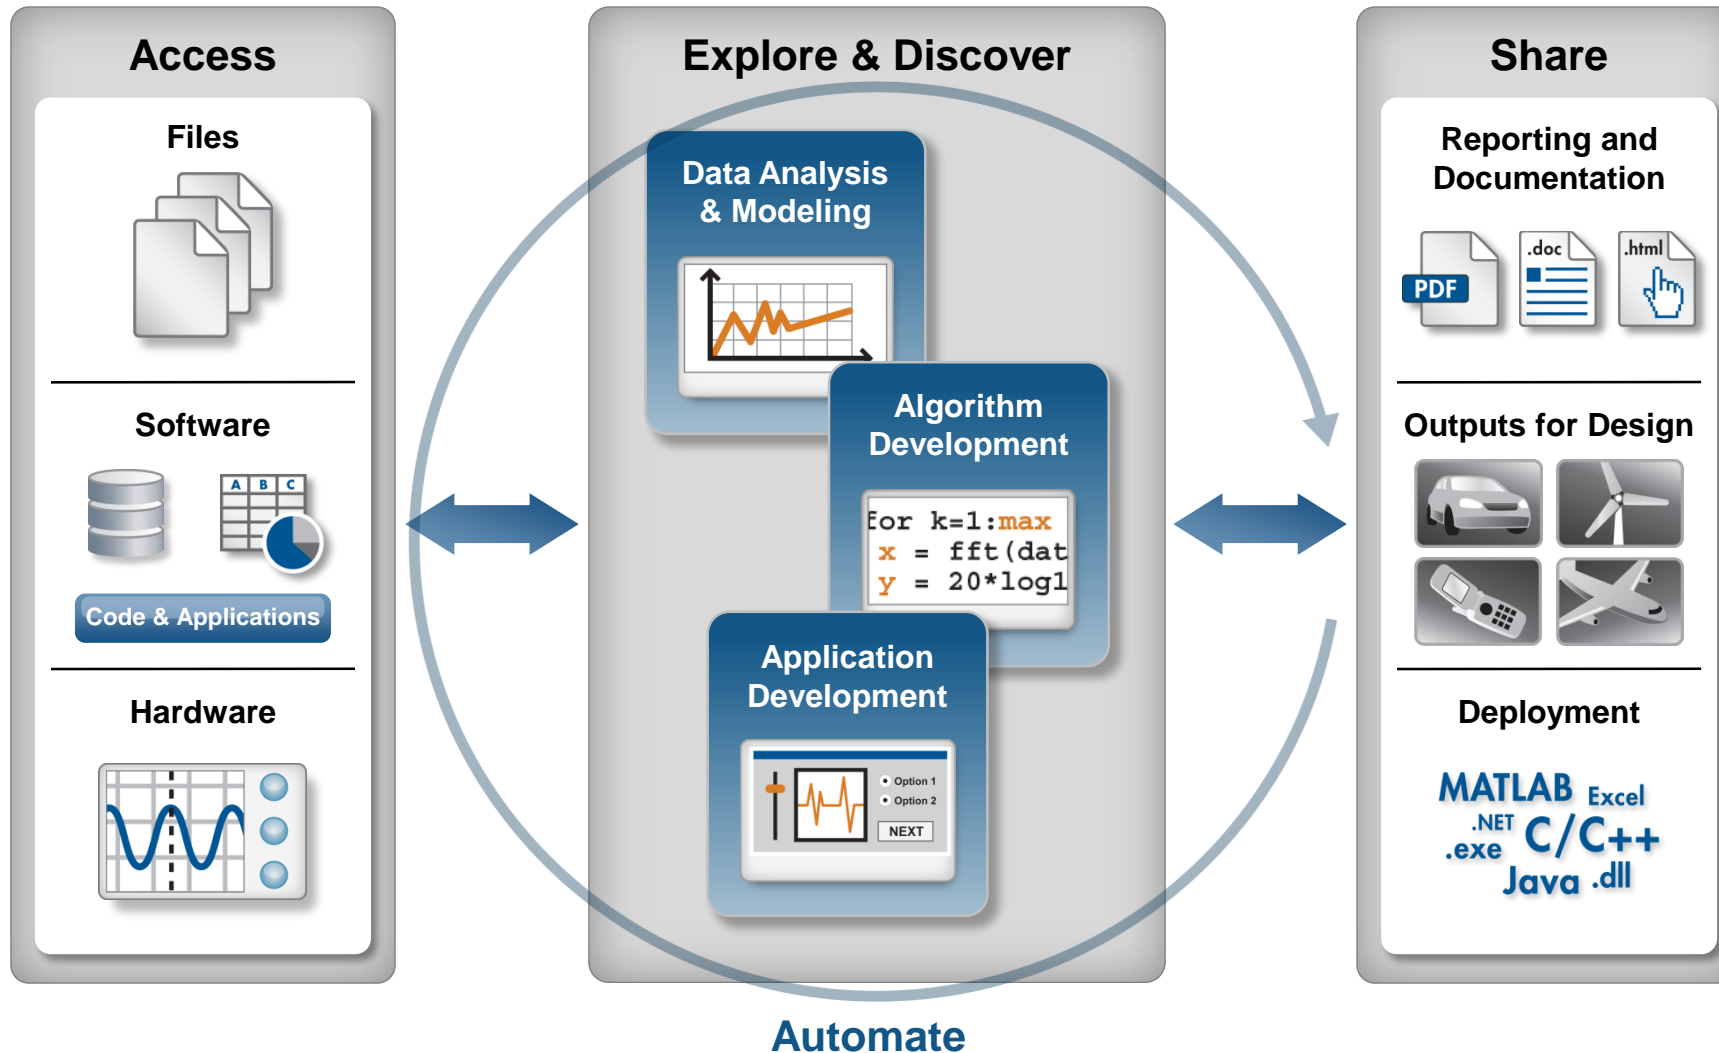 Access
Files
Software
A B C
Code & Applications
Hardware
Explore & Discover
Data Analysis
& Modeling
Algorithm
Development
for k=1:max
x = fft(dat
y = 20*log1
Application
Development
Option 1
Option 2
NEXT
Share
Reporting and
Documentation
PDF
.doc
.html
Outputs for Design
Deployment
MATLAB Excel
.NET C/C++
.exe
Java .dll
Automate